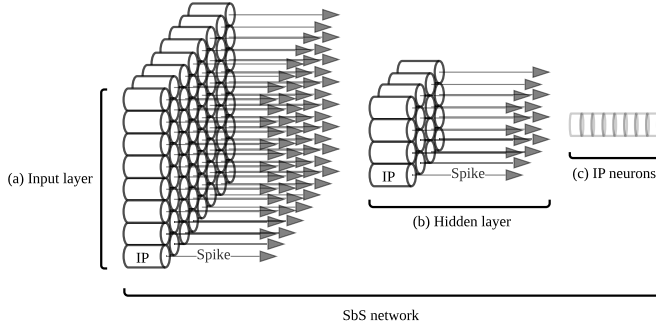 (a) Input layer
IP
Spike
IP
Spike
(b) Hidden layer
(c) IP neurons
SbS network